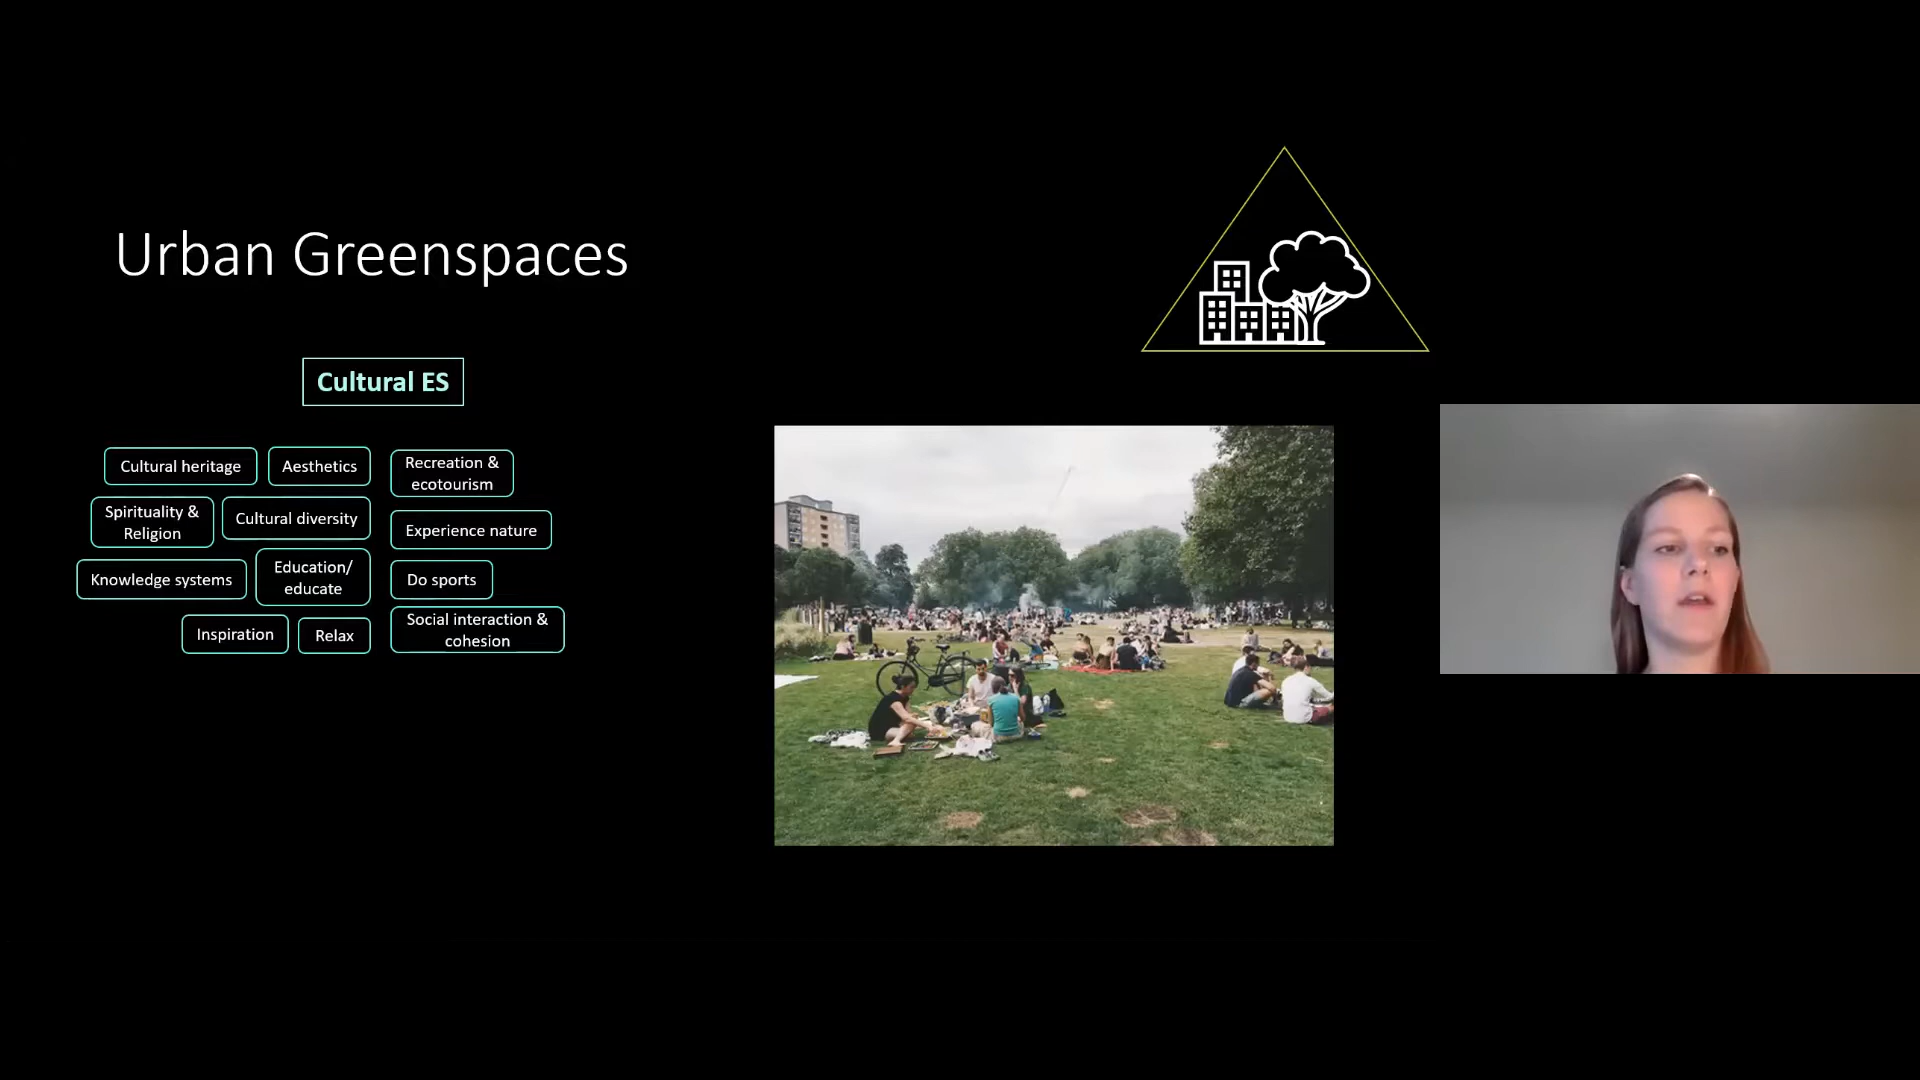 Urban Greenspaces
Cultural ES
Cultural heritage
Aesthetics
Recreation &
ecotourism
Spirituality &
Religion
Cultural diversity
Experience nature
Knowledge systems
Education/
educate
Do sports
Inspiration
Relax
Social interaction &
cohesion